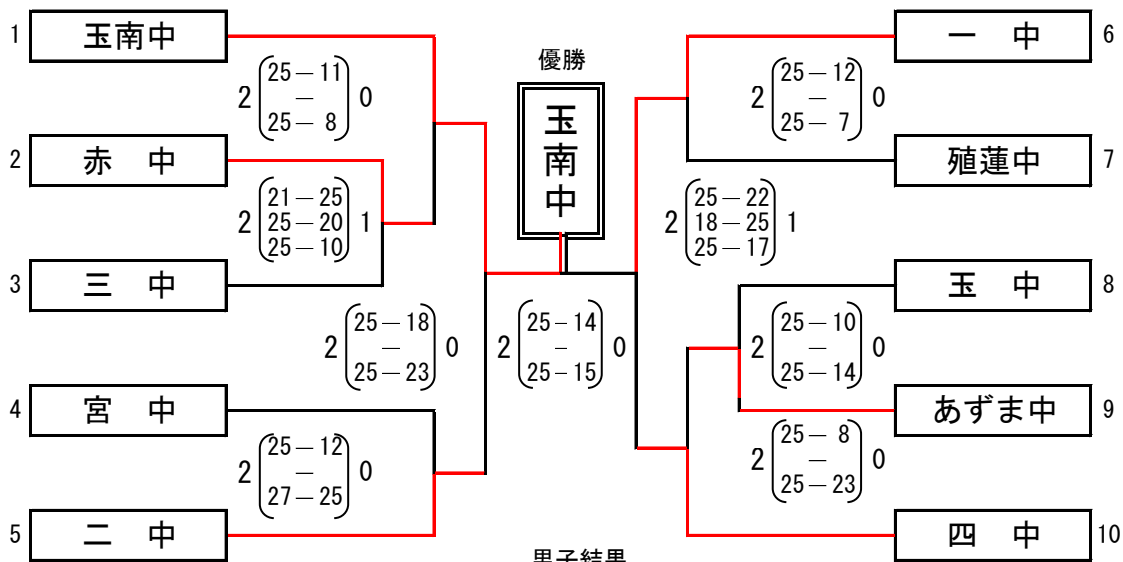 1 玉南中
2 (25－11 － 25－8) 0
2 赤　中
2 (21－25 25－20 25－10) 1
3 三　中
2 (25－18 － 25－23) 0
4 宮　中
2 (25－12 － 27－25) 0
5 二　中
優勝
玉南中
2 (25－14 － 25－15) 0
一　中 6
2 (25－12 － 25－7) 0
殖蓮中 7
2 (25－22 18－25 25－17) 1
玉　中 8
2 (25－10 － 25－14) 0
あずま中 9
2 (25－8 － 25－23) 0
四　中 10
男子結果